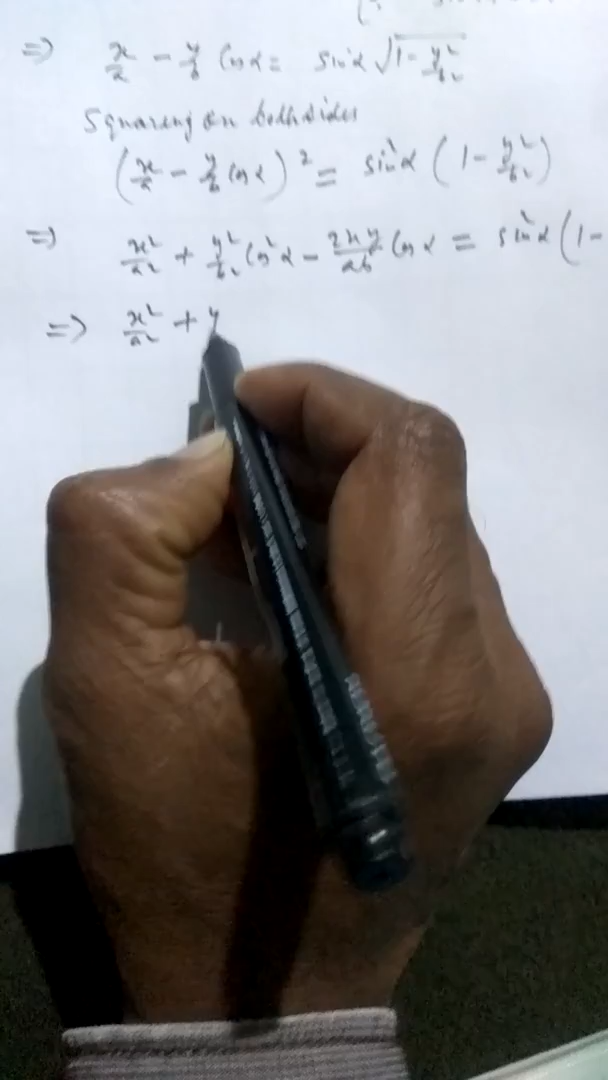 ⇒ x/a - y/b Cosα = sinα √(1 - y²/b²)
Squaring on both sides
(x/a - y/b Cosα)² = sin²α (1 - y²/b²)
⇒ x²/a² + y²/b² Cos²α - 2xy/ab Cosα = sin²α (1 -
⇒ x²/a² + y